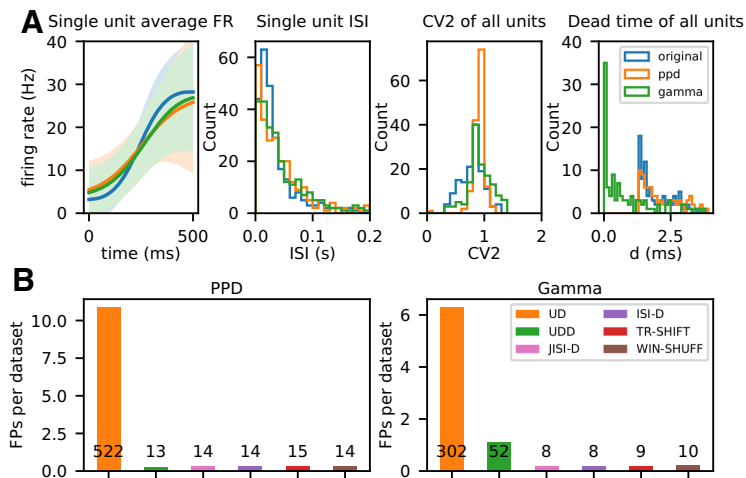 A
Single unit average FR
firing rate (Hz)
40
30
20
10
0
0
500
time (ms)
Single unit ISI
Count
60
40
20
0
0.0
0.1
0.2
ISI (s)
CV2 of all units
Count
60
40
20
0
0
1
2
CV2
Dead time of all units
Count
40
30
20
10
0
0.0
2.5
d (ms)
original
ppd
gamma
B
PPD
FPs per dataset
10.0
7.5
5.0
2.5
0.0
522
13
14
14
15
14
Gamma
FPs per dataset
6
4
2
0
302
52
8
8
9
10
UD
UDD
JISI-D
ISI-D
TR-SHIFT
WIN-SHUFF